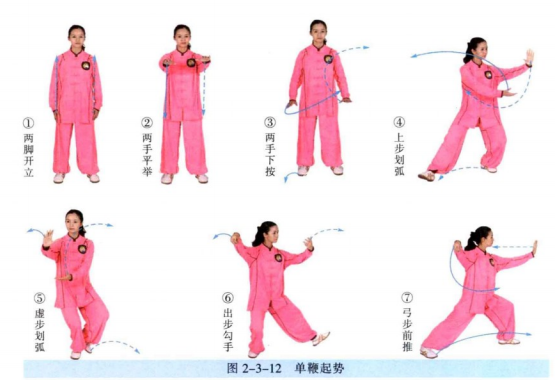 ① 两脚开立
② 两手平举
③ 两手下按
④ 上步划弧
⑤ 虚步划弧
⑥ 出步勾手
⑦ 弓步前推
图 2-3-12 单鞭起势